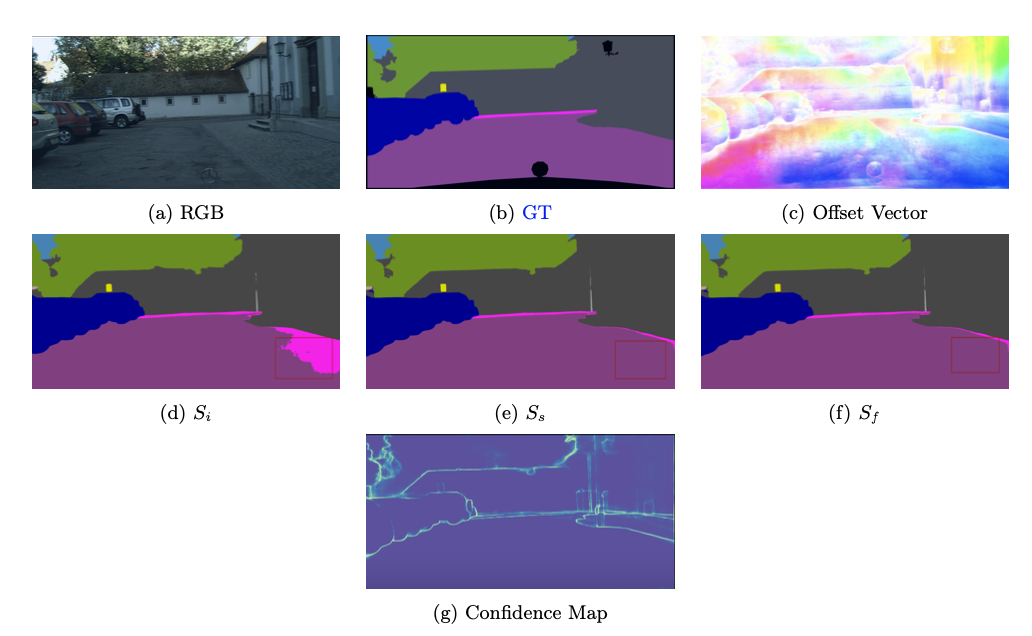 (a) RGB
(b) GT
(c) Offset Vector
(d) S_i
(e) S_s
(f) S_f
(g) Confidence Map